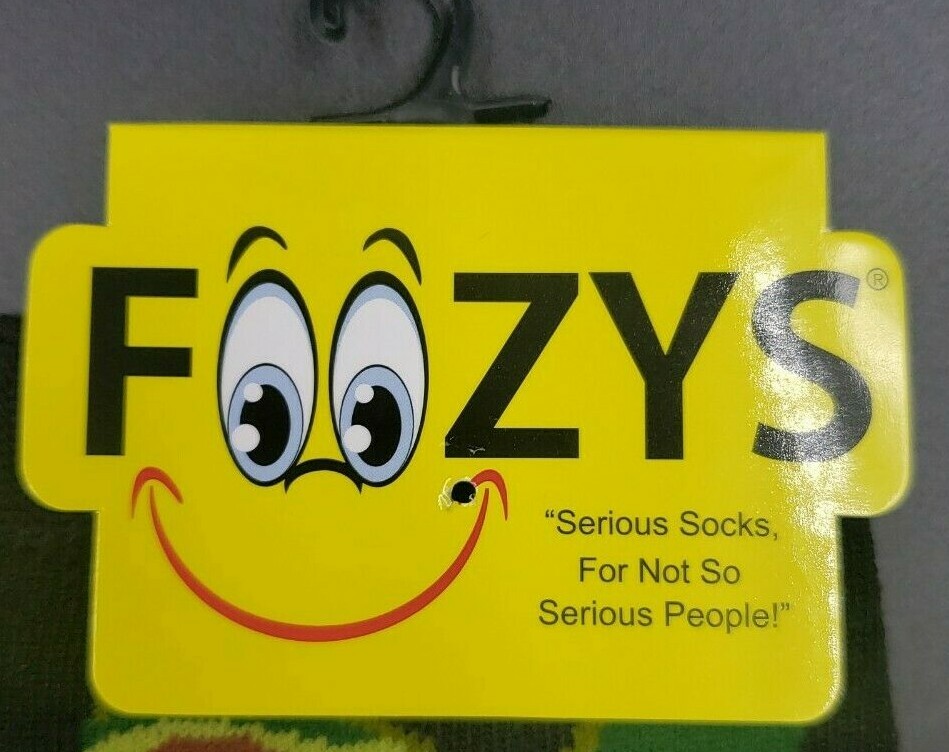 FOOZYS®
“Serious Socks,
For Not So
Serious People!”